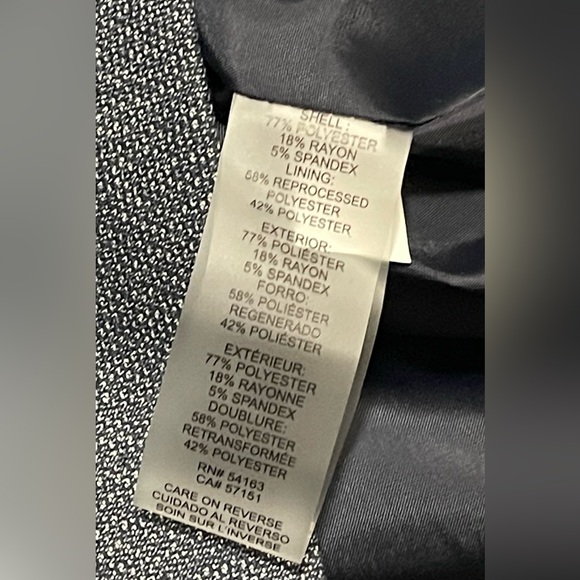 SHELL:
77% POLYESTER
18% RAYON
5% SPANDEX
LINING:
58% REPROCESSED
POLYESTER
42% POLYESTER
EXTERIOR:
77% POLIÉSTER
18% RAYON
5% SPANDEX
FORRO:
58% POLIÉSTER
REGENERADO
42% POLIÉSTER
EXTÉRIEUR:
77% POLYESTER
18% RAYONNE
5% SPANDEX
DOUBLURE:
58% POLYESTER
RETRANSFORMÉE
42% POLYESTER
RN# 54163
CA# 57151
CARE ON REVERSE
CUIDADO AL REVERSO
SOIN SUR L'INVERSE